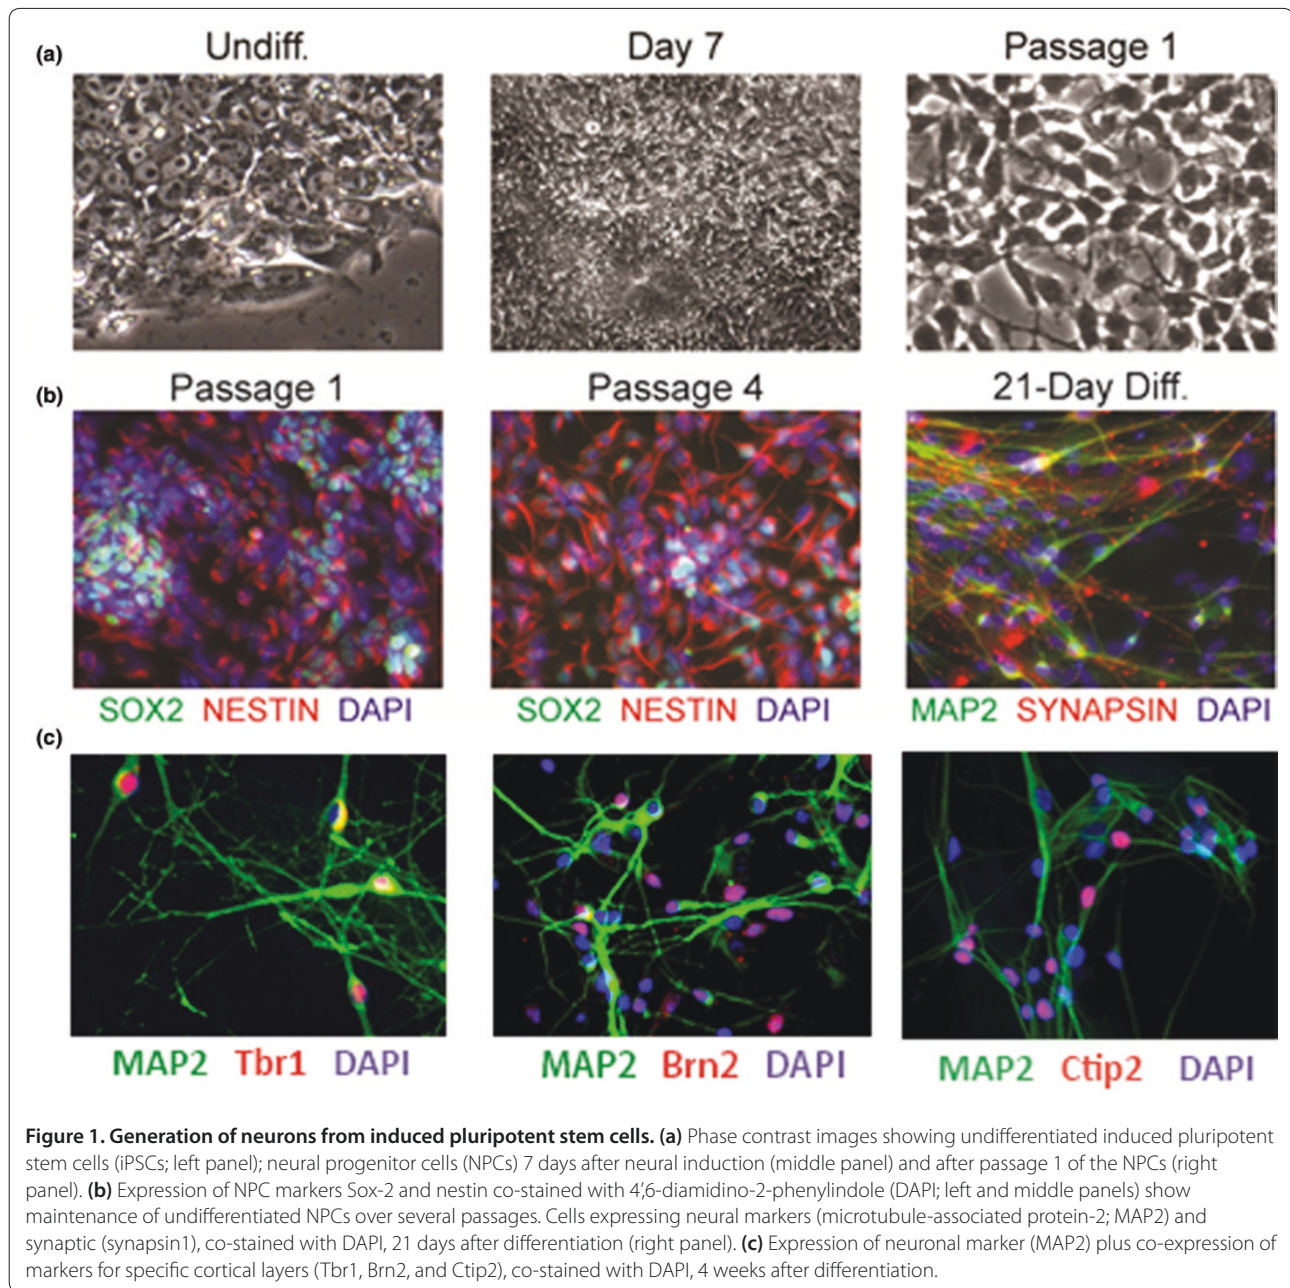 (a) Undiff. Day 7 Passage 1
(b) Passage 1 Passage 4 21-Day Diff.
SOX2 NESTIN DAPI SOX2 NESTIN DAPI MAP2 SYNAPSIN DAPI
(c)
MAP2 Tbr1 DAPI MAP2 Brn2 DAPI MAP2 Ctip2 DAPI
Figure 1. Generation of neurons from induced pluripotent stem cells. (a) Phase contrast images showing undifferentiated induced pluripotent
stem cells (iPSCs; left panel); neural progenitor cells (NPCs) 7 days after neural induction (middle panel) and after passage 1 of the NPCs (right
panel). (b) Expression of NPC markers Sox-2 and nestin co-stained with 4',6-diamidino-2-phenylindole (DAPI; left and middle panels) show
maintenance of undifferentiated NPCs over several passages. Cells expressing neural markers (microtubule-associated protein-2; MAP2) and
synaptic (synapsin1), co-stained with DAPI, 21 days after differentiation (right panel). (c) Expression of neuronal marker (MAP2) plus co-expression of
markers for specific cortical layers (Tbr1, Brn2, and Ctip2), co-stained with DAPI, 4 weeks after differentiation.